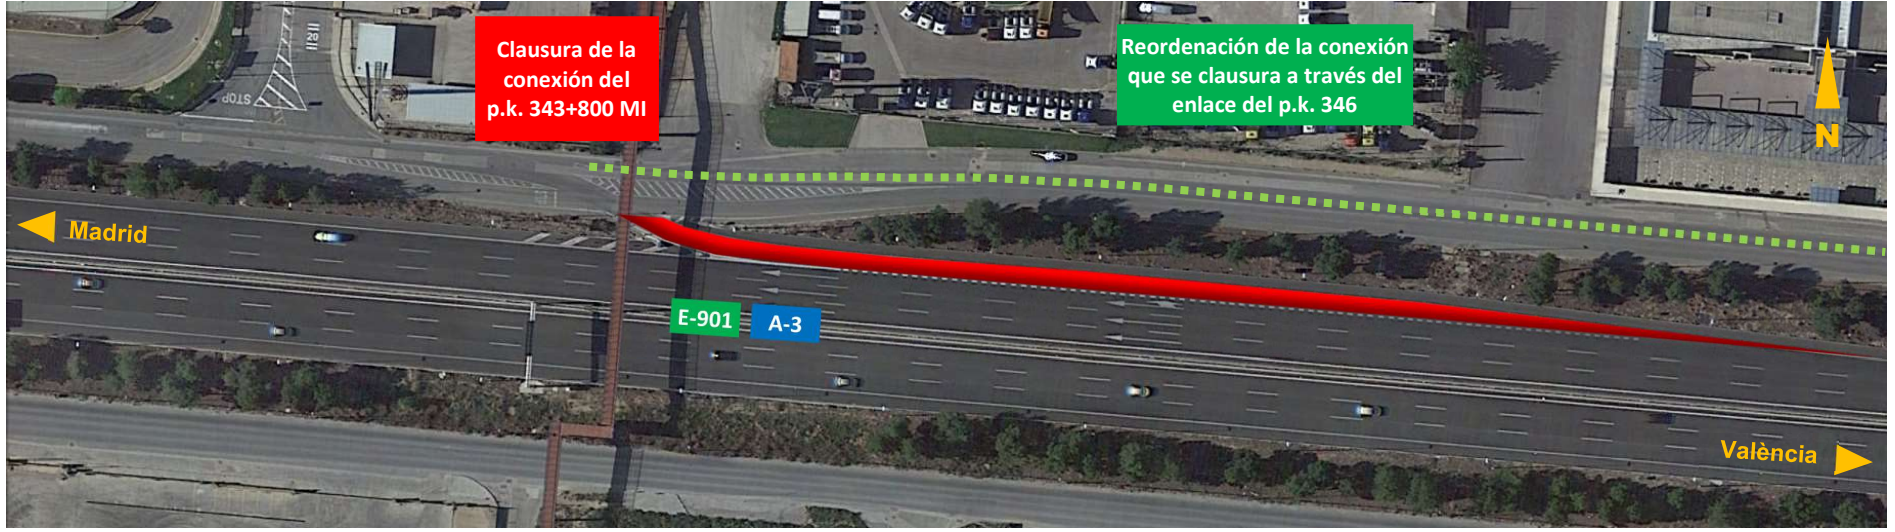 Clausura de la
conexión del
p.k. 343+800 MI
Reordenación de la conexión
que se clausura a través del
enlace del p.k. 346
N
STOP
Madrid
E-901
A-3
València